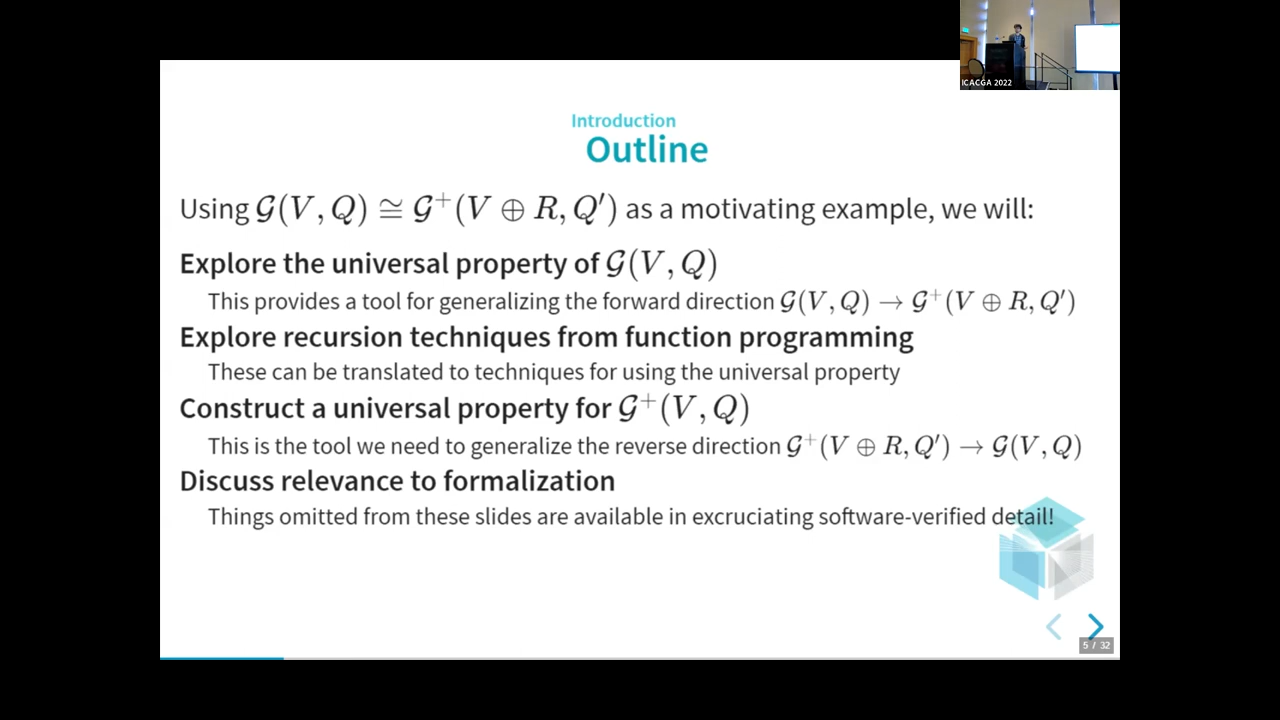 ICACGA 2022
Introduction
Outline
Using 𝒢(V, Q) ≅ 𝒢⁺(V ⊕ R, Q′) as a motivating example, we will:
Explore the universal property of 𝒢(V, Q)
This provides a tool for generalizing the forward direction 𝒢(V, Q) → 𝒢⁺(V ⊕ R, Q′)
Explore recursion techniques from function programming
These can be translated to techniques for using the universal property
Construct a universal property for 𝒢⁺(V, Q)
This is the tool we need to generalize the reverse direction 𝒢⁺(V ⊕ R, Q′) → 𝒢(V, Q)
Discuss relevance to formalization
Things omitted from these slides are available in excruciating software-verified detail!
5 / 32